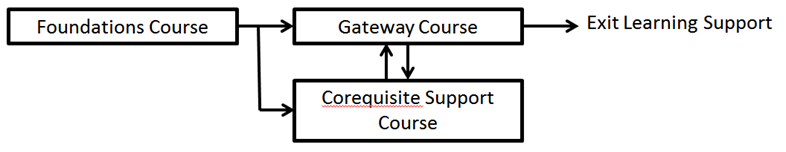 Foundations Course
Gateway Course
Exit Learning Support
Corequisite Support
Course